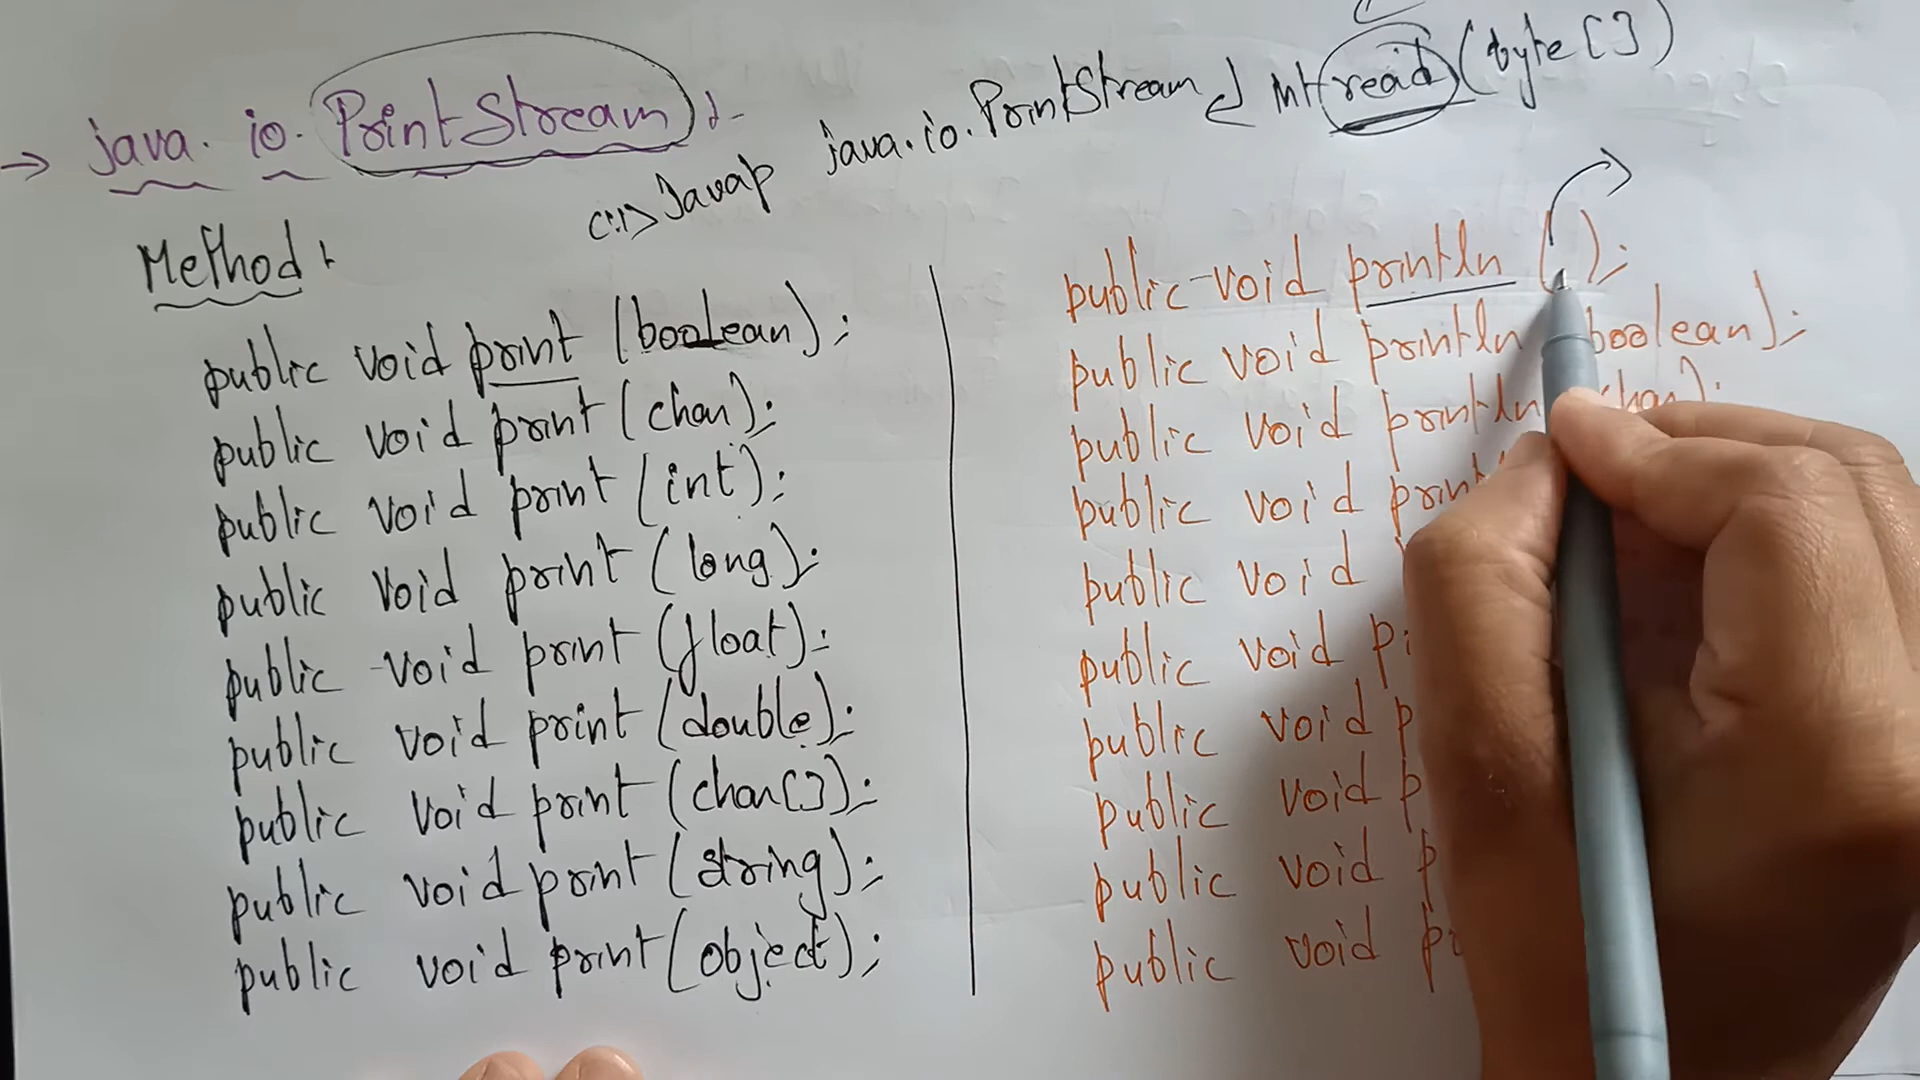 → java. io. PrintStream :-
c:\> Javap java.io.PrintStream ↵ int read (byte [])
Method :
public void print (boolean);
public void print (char);
public void print (int);
public void print (long);
public void print (float);
public void print (double);
public void print (char[]);
public void print (string);
public void print (object);
public void println ( );
public void println boolean);
public void println char);
public void print
public void
public void
public void
public void
public void
public void